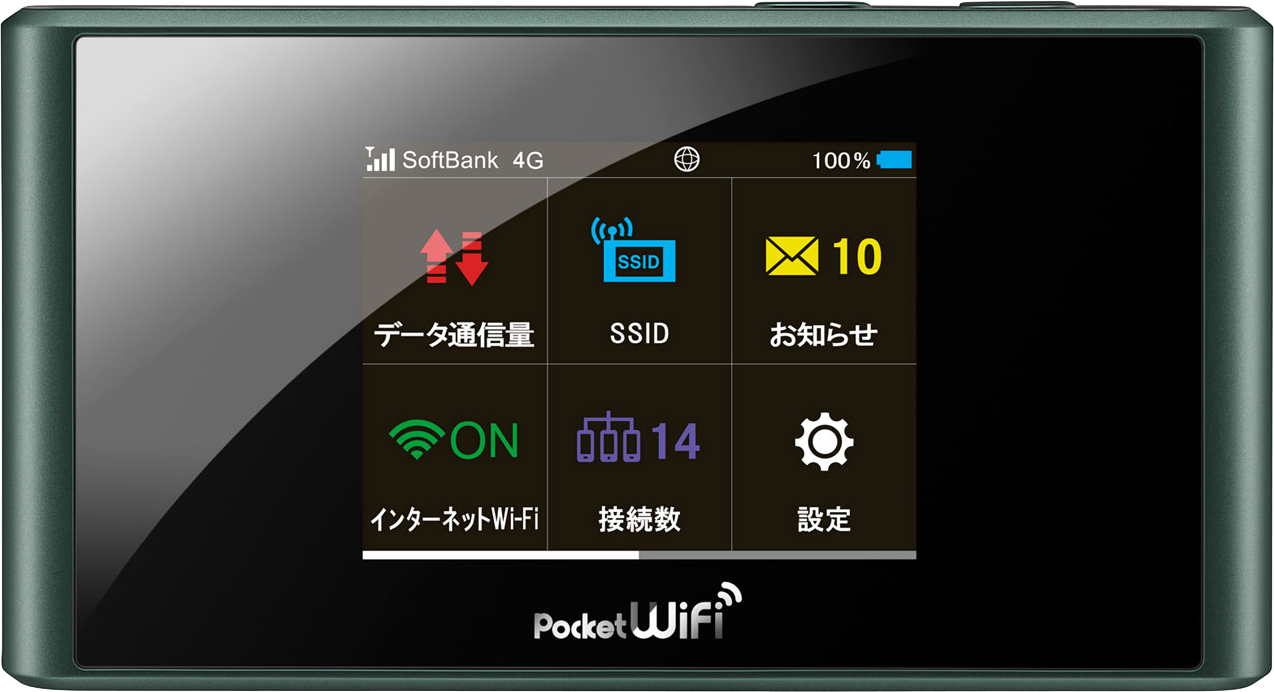 SoftBank 4G 100%
SSID
10
データ通信量
SSID
お知らせ
ON
14
インターネットWi-Fi
接続数
設定
Pocket WiFi